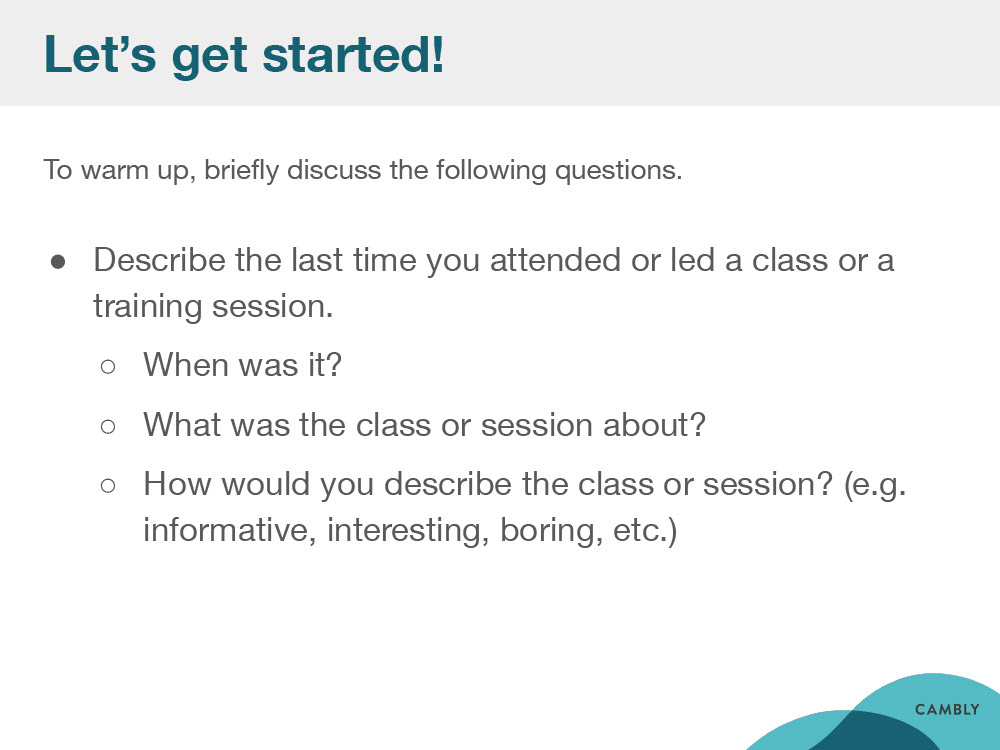 Let’s get started!
To warm up, briefly discuss the following questions.
● Describe the last time you attended or led a class or a
training session.
○ When was it?
○ What was the class or session about?
○ How would you describe the class or session? (e.g.
informative, interesting, boring, etc.)
CAMBLY